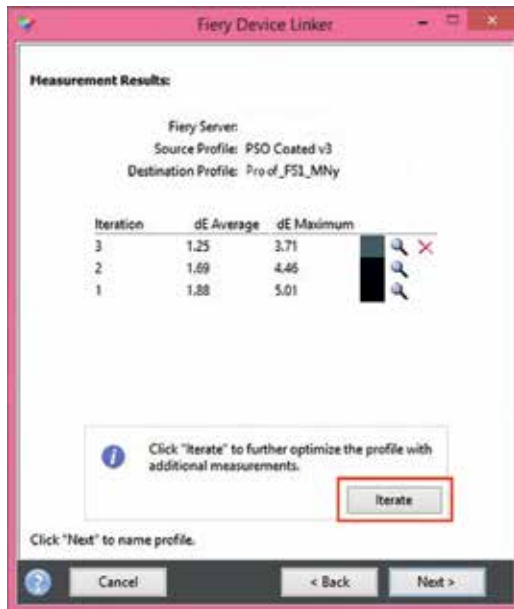 Fiery Device Linker
Measurement Results:
Fiery Server:
Source Profile: PSO Coated v3
Destination Profile: Proof_FS1_MNy
Iteration dE Average dE Maximum
3 1.25 3.71
2 1.69 4.46
1 1.88 5.01
Click "Iterate" to further optimize the profile with
additional measurements.
Iterate
Click "Next" to name profile.
Cancel < Back Next >